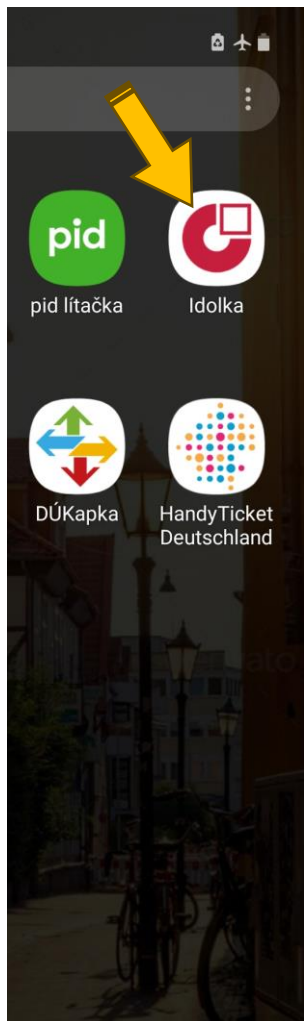 pid
pid lítačka
Idolka
DÚKapka
HandyTicket
Deutschland